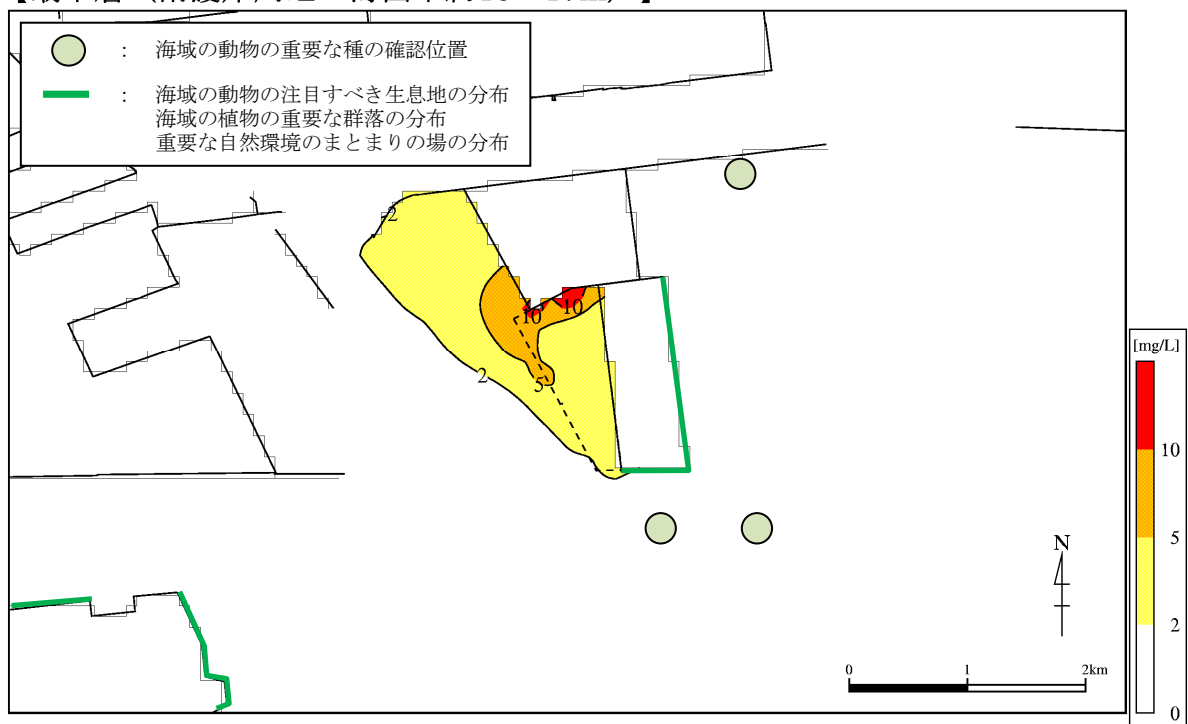 ： 海域の動物の重要な種の確認位置
： 海域の動物の注目すべき生息地の分布
海域の植物の重要な群落の分布
重要な自然環境のまとまりの場の分布
2
10
10
2
5
[mg/L]
10
5
2
0
N
0 1 2km